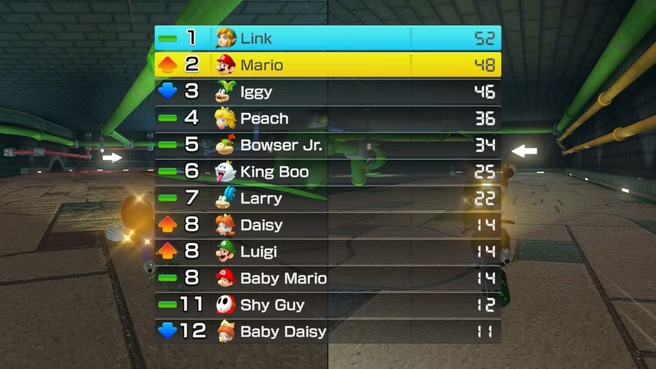 1 Link 52
2 Mario 48
3 Iggy 46
4 Peach 36
5 Bowser Jr. 34
6 King Boo 25
7 Larry 22
8 Daisy 14
8 Luigi 14
8 Baby Mario 14
11 Shy Guy 12
12 Baby Daisy 11